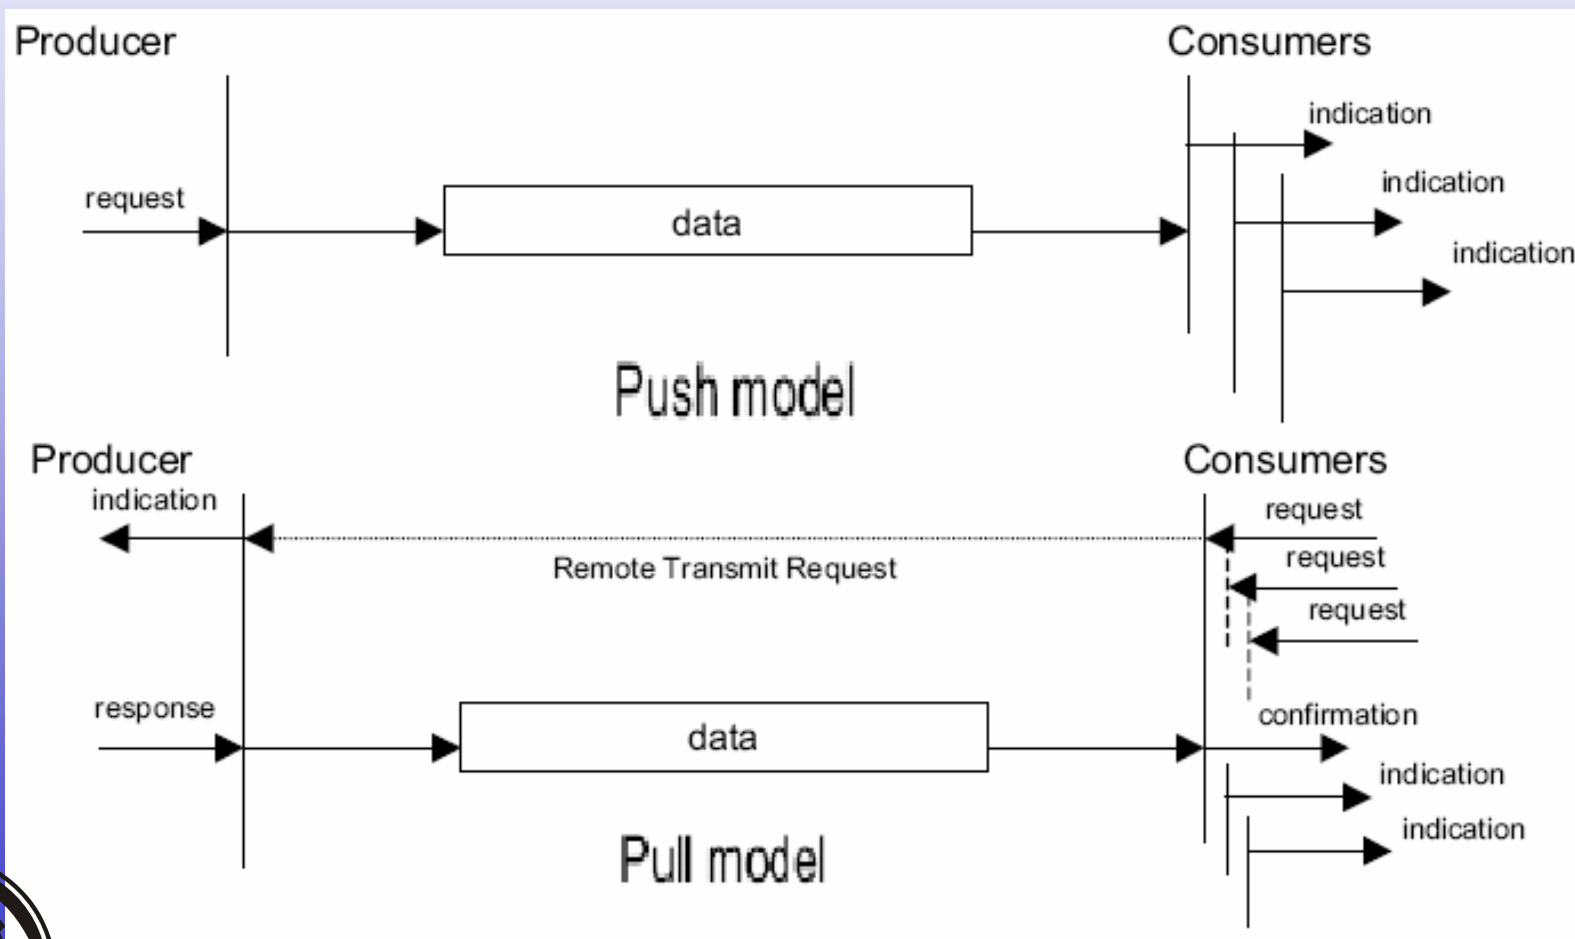 Producer
Consumers
indication
request
indication
data
indication
Push model
Producer
Consumers
indication
request
request
Remote Transmit Request
request
response
confirmation
data
indication
indication
Pull model